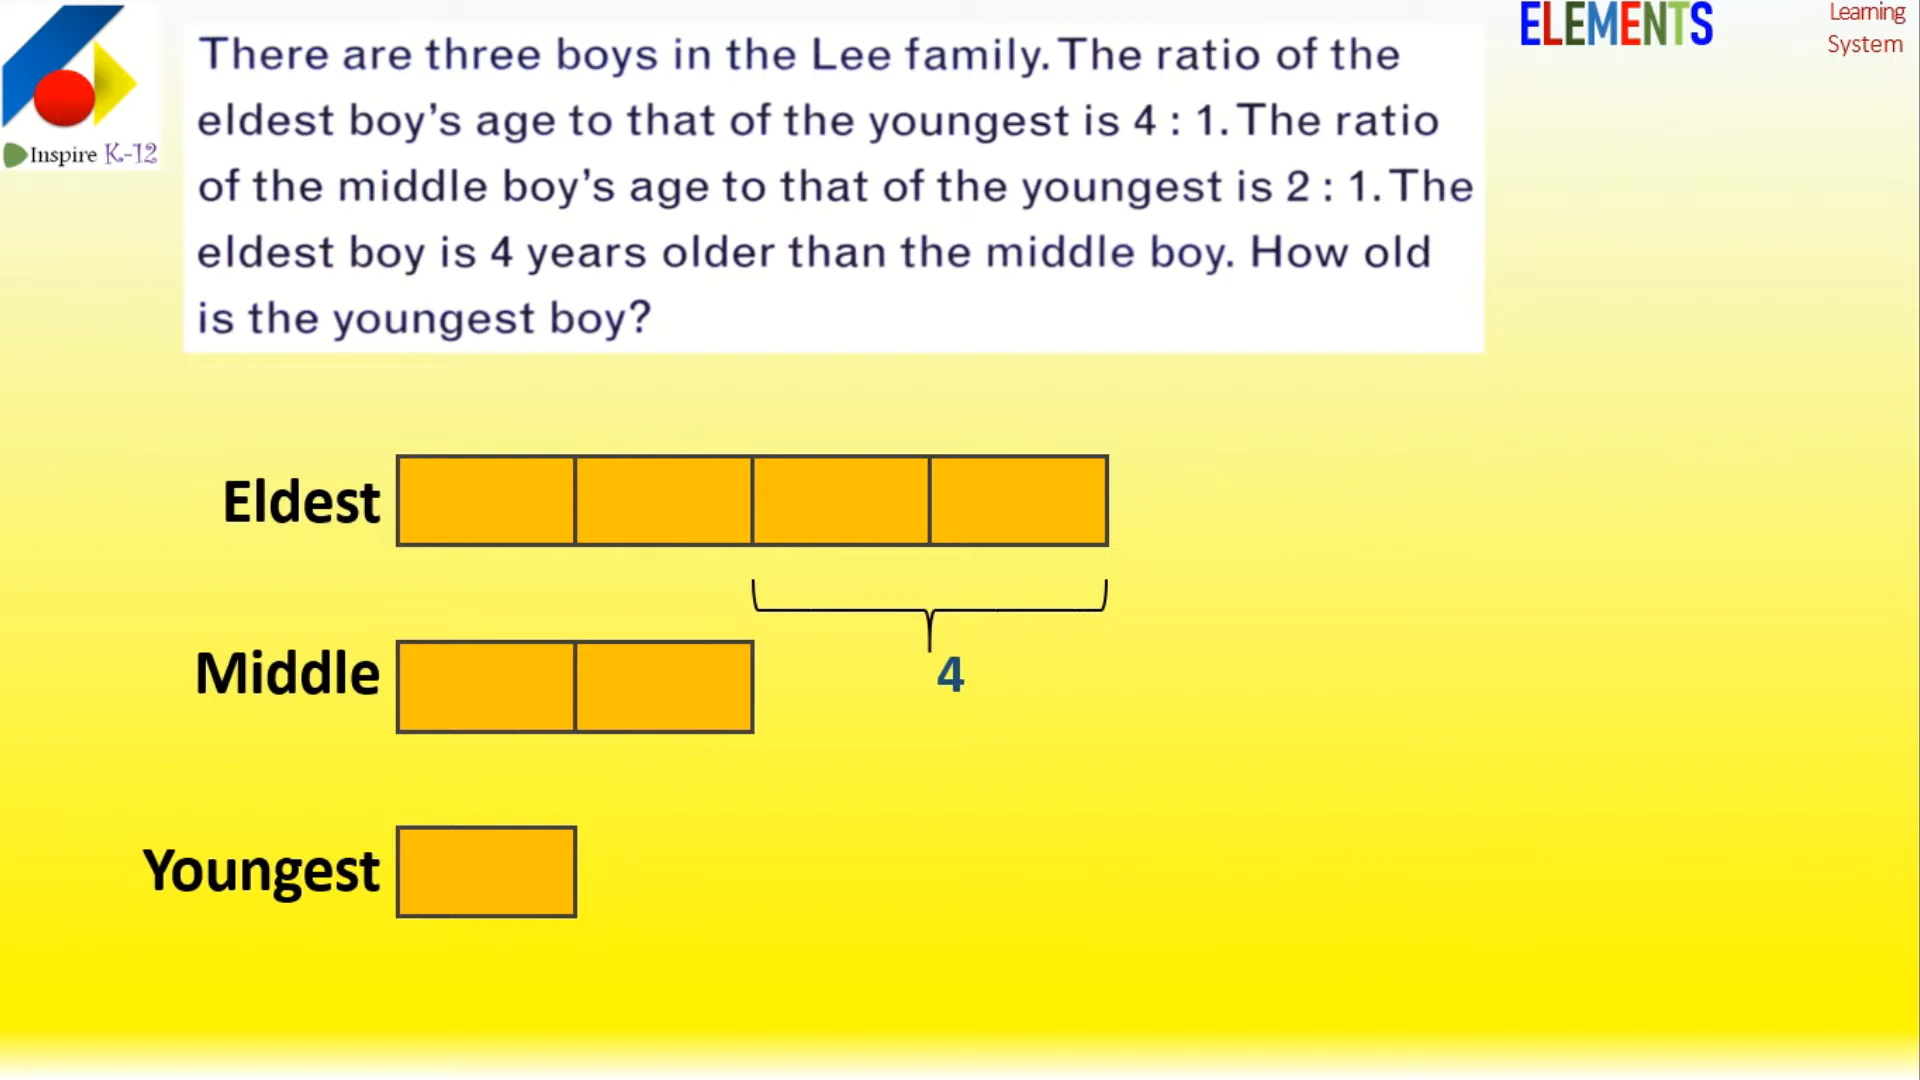 Inspire K-12
ELEMENTS
Learning
System
There are three boys in the Lee family. The ratio of the
eldest boy’s age to that of the youngest is 4 : 1. The ratio
of the middle boy’s age to that of the youngest is 2 : 1. The
eldest boy is 4 years older than the middle boy. How old
is the youngest boy?
Eldest
Middle
4
Youngest